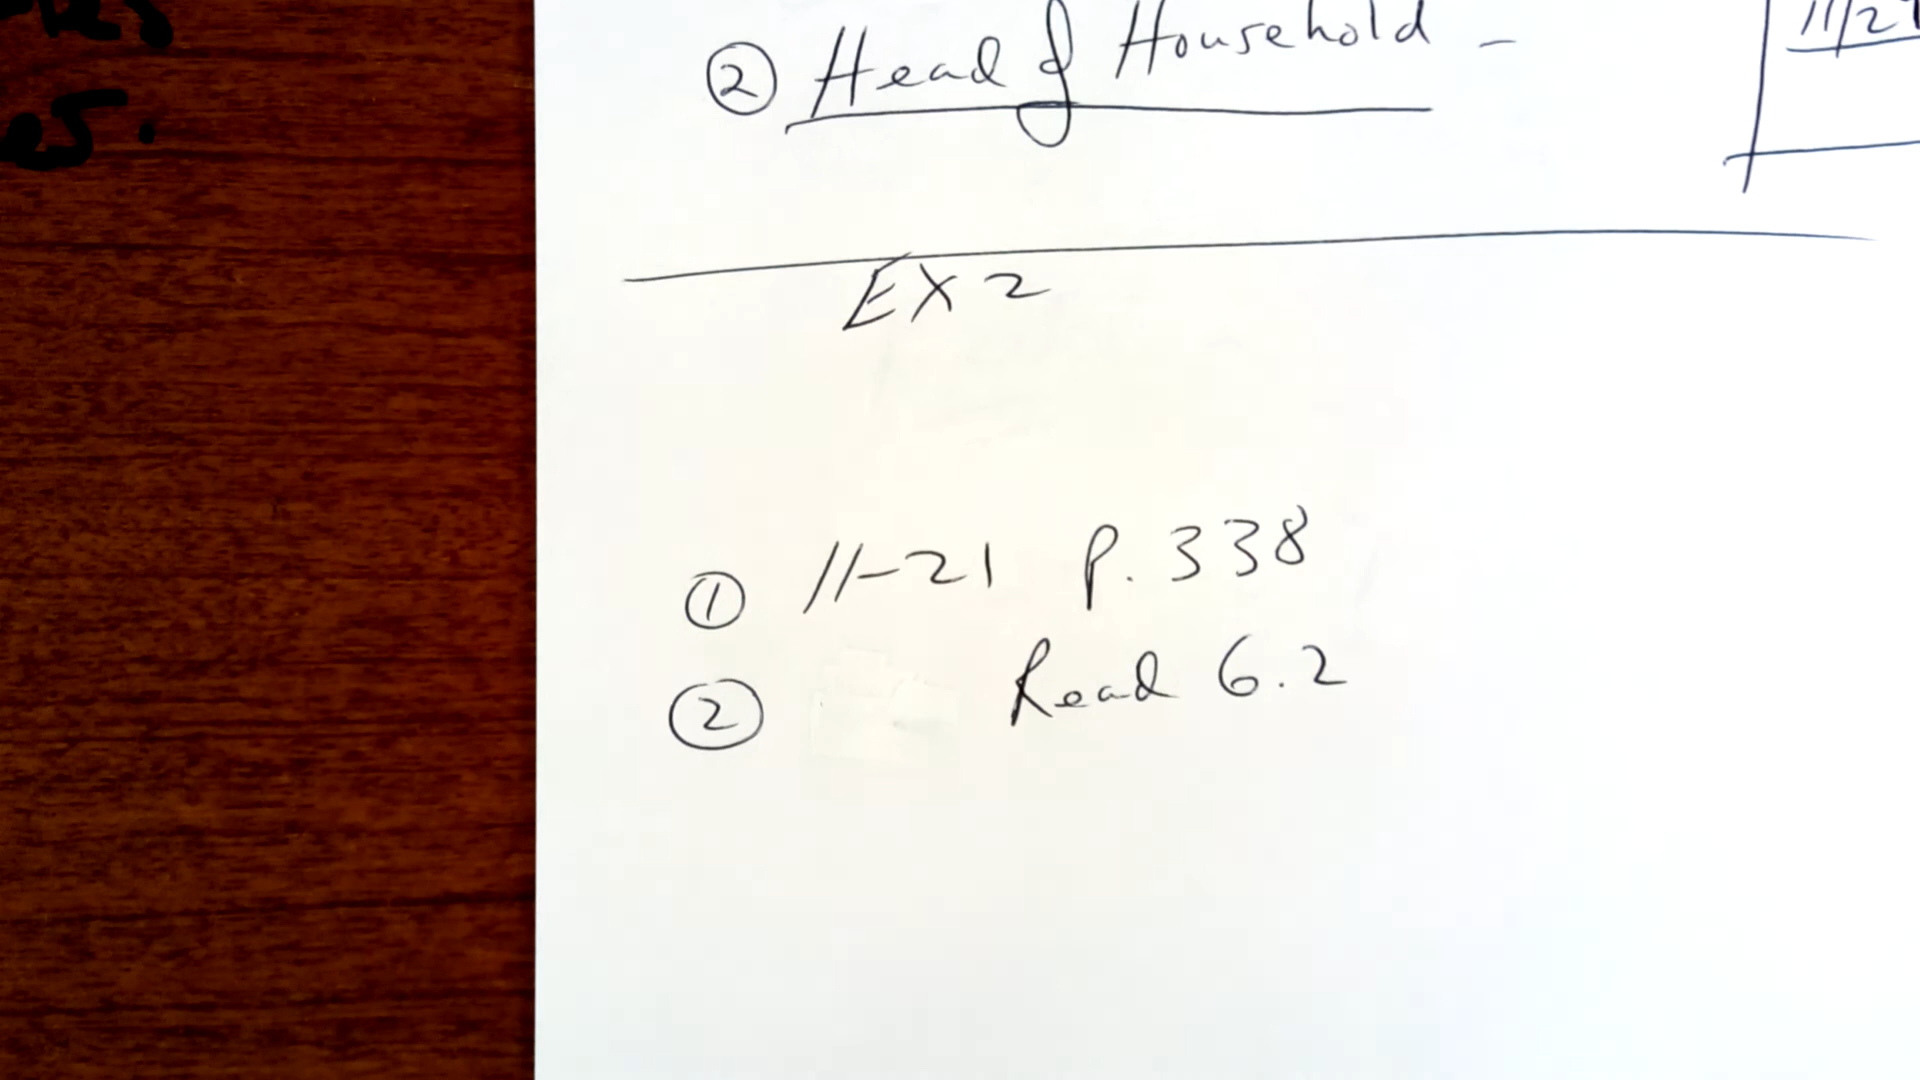 ② Head of Household -
EX 2
① 11-21 P. 338
② Read 6.2